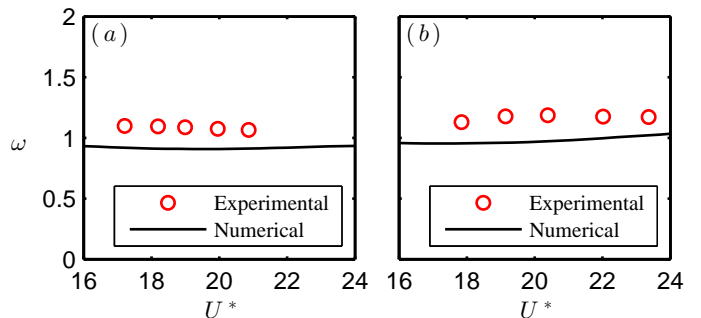 2
1.5
1
0.5
0
ω
(a)
Experimental
Numerical
16 18 20 22 24
U*
(b)
Experimental
Numerical
16 18 20 22 24
U*